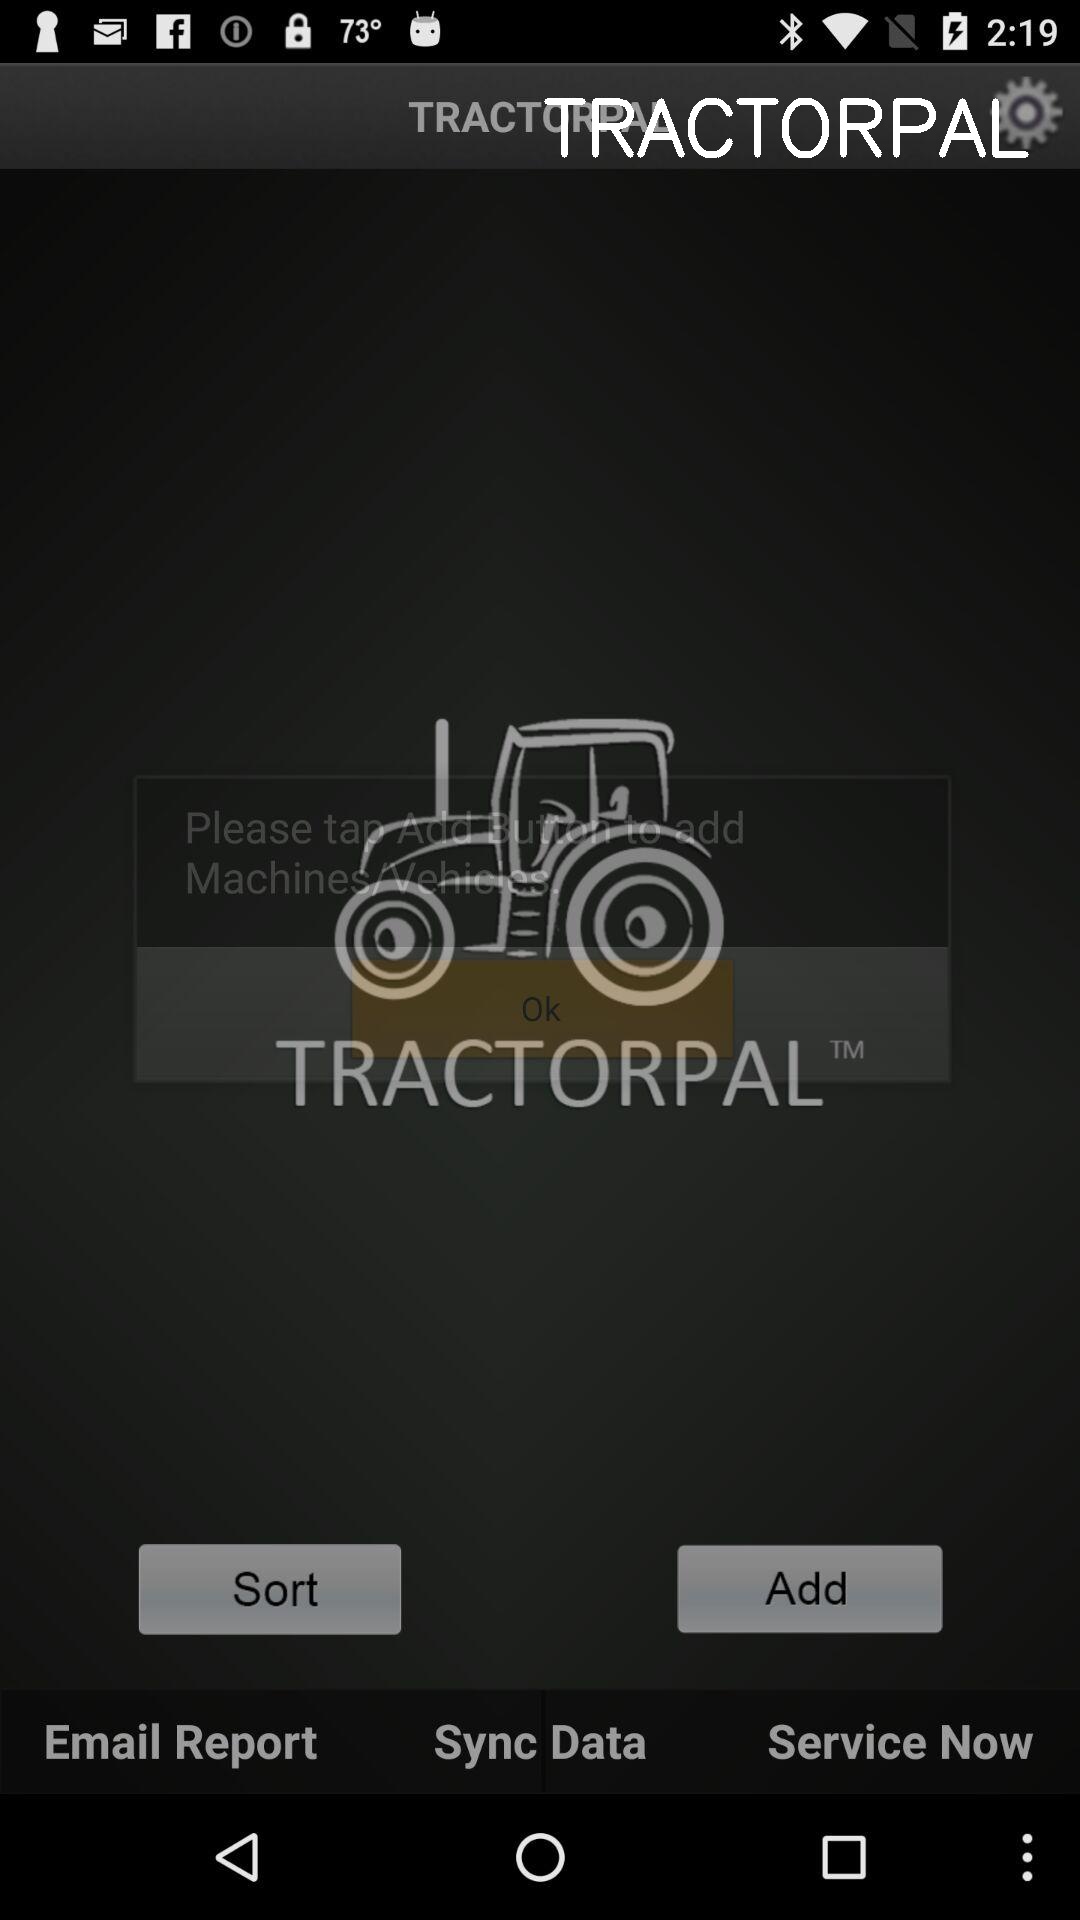 73° 2:19
TRACTORPAL
TRACTORPAL
Please tap Add Button to add
Machines/Vehicles.
Ok
TRACTORPAL™
Sort Add
Email Report Sync Data Service Now